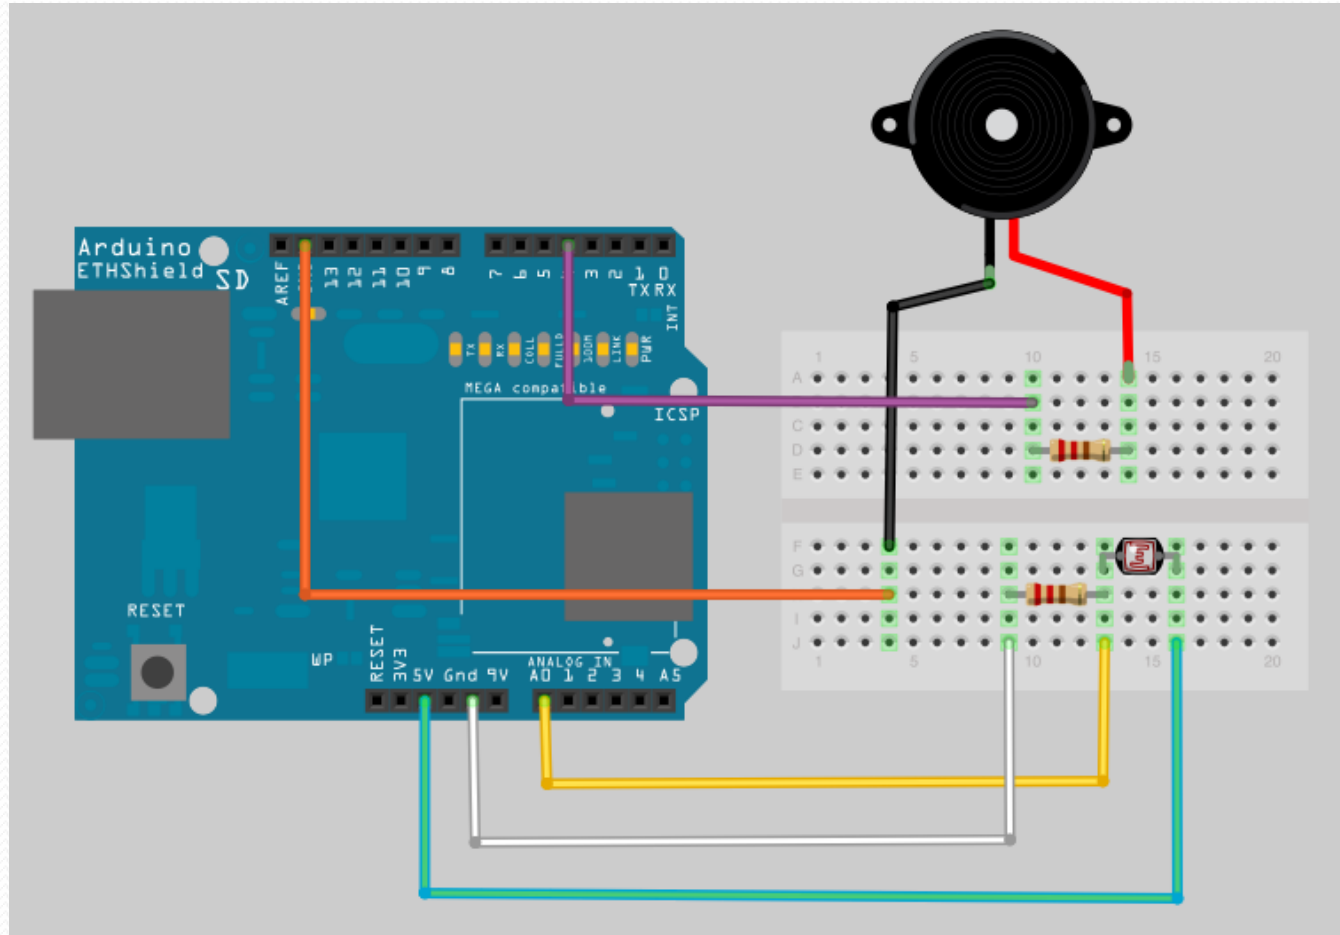 Arduino
ETHShield
SD
AREF
13
12
11
10
9
8
7
6
5
3
2
1
0
TX RX
INT
TX
RX
COLL
FULLD
100M
LINK
PWR
MEGA compatible
ICSP
RESET
WP
RESET
3V3
ANALOG IN
5V Gnd 9V A0 1 2 3 4 A5
1 5 10 15 20
A
C
D
E
F
G
I
J
1 5 10 15 20